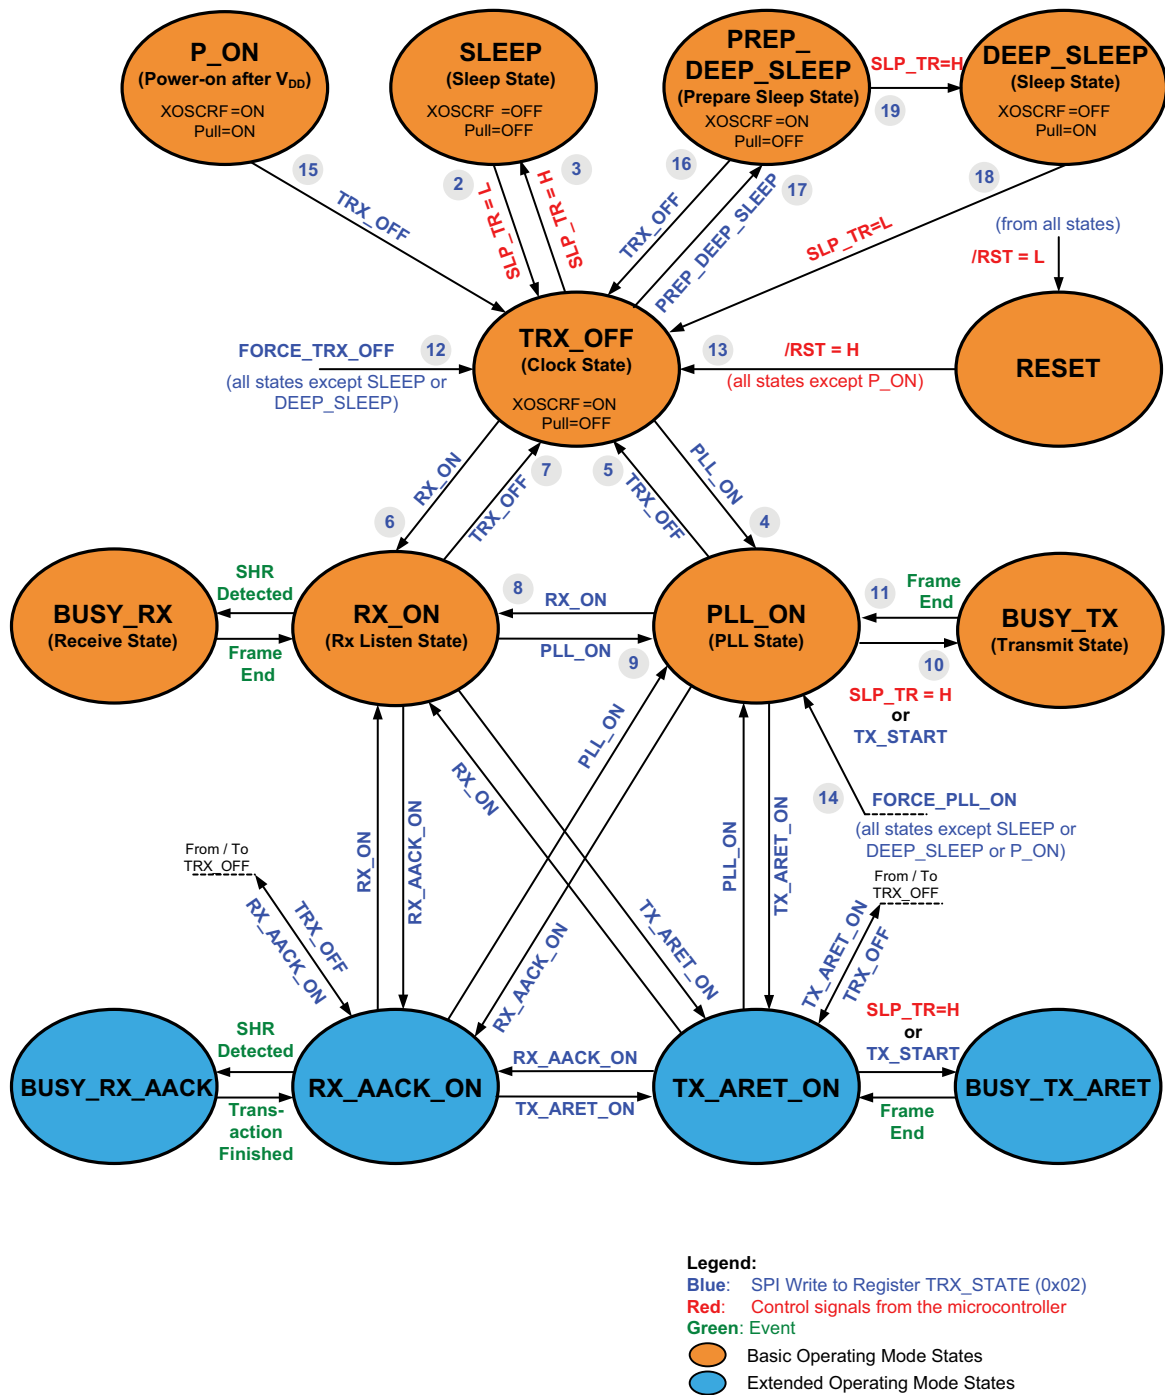 P_ON
(Power-on after VDD)
XOSCRF=ON
Pull=ON
SLEEP
(Sleep State)
XOSCRF=OFF
Pull=OFF
PREP_
DEEP_SLEEP
(Prepare Sleep State)
XOSCRF=ON
Pull=OFF
SLP_TR=H
19
DEEP_SLEEP
(Sleep State)
XOSCRF=OFF
Pull=ON
15
TRX_OFF
2
SLP_TR = L
3
SLP_TR = H
16
TRX_OFF
17
PREP_DEEP_SLEEP
18
SLP_TR=L
(from all states)
/RST = L
FORCE_TRX_OFF
12
(all states except SLEEP or
DEEP_SLEEP)
TRX_OFF
(Clock State)
XOSCRF=ON
Pull=OFF
13
/RST = H
(all states except P_ON)
RESET
6
RX_ON
7
TRX_OFF
5
TRX_OFF
PLL_ON
4
BUSY_RX
(Receive State)
SHR
Detected
Frame
End
RX_ON
(Rx Listen State)
8
RX_ON
PLL_ON
9
PLL_ON
(PLL State)
11
Frame
End
10
SLP_TR = H
or
TX_START
BUSY_TX
(Transmit State)
14
FORCE_PLL_ON
(all states except SLEEP or
DEEP_SLEEP or P_ON)
RX_ON
RX_AACK_ON
RX_ON
PLL_ON
TX_ARET_ON
RX_AACK_ON
PLL_ON
TX_ARET_ON
From / To
TRX_OFF
TRX_OFF
RX_AACK_ON
From / To
TRX_OFF
TX_ARET_ON
TRX_OFF
BUSY_RX_AACK
SHR
Detected
Trans-
action
Finished
RX_AACK_ON
RX_AACK_ON
TX_ARET_ON
TX_ARET_ON
SLP_TR=H
or
TX_START
Frame
End
BUSY_TX_ARET
Legend:
Blue: SPI Write to Register TRX_STATE (0x02)
Red: Control signals from the microcontroller
Green: Event
Basic Operating Mode States
Extended Operating Mode States